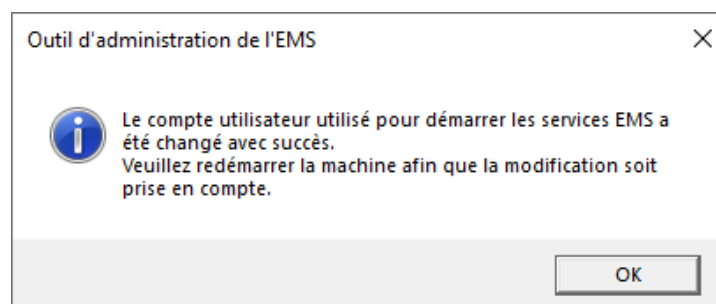 Outil d'administration de l'EMS
Le compte utilisateur utilisé pour démarrer les services EMS a
été changé avec succès.
Veuillez redémarrer la machine afin que la modification soit
prise en compte.
OK